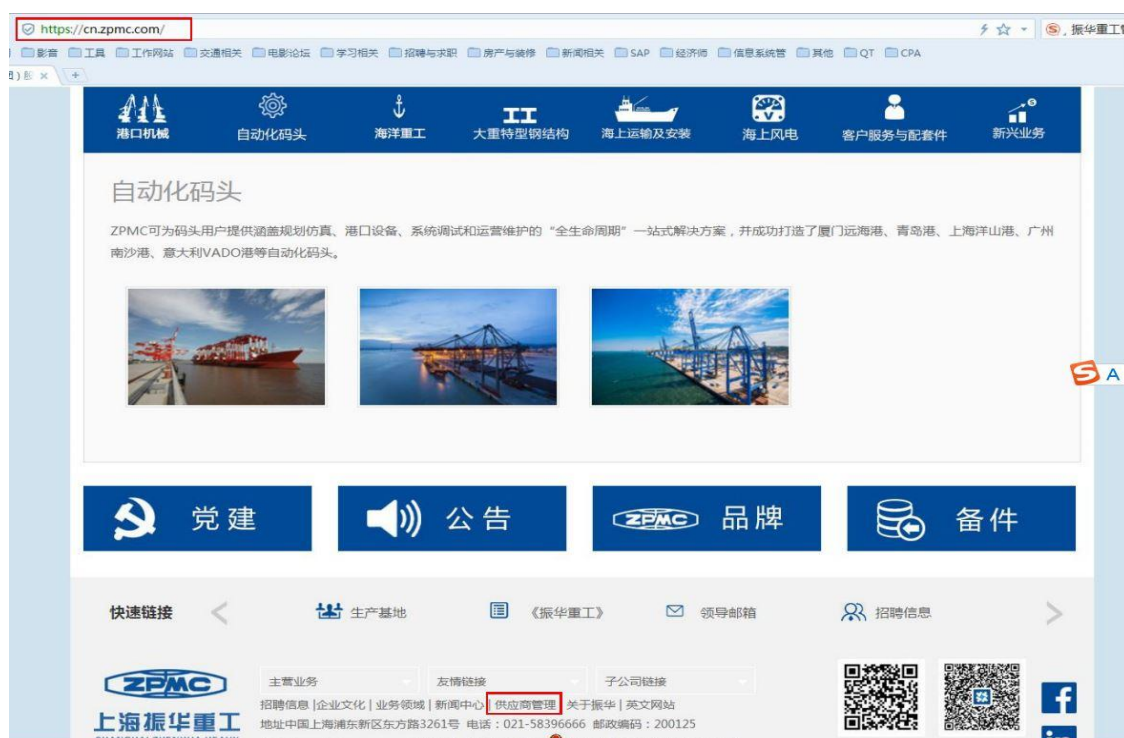 https://cn.zpmc.com/
振华重工
影音 工具 工作网站 交通相关 电影论坛 学习相关 招聘与求职 房产与装修 新闻相关 SAP 经济师 信息系统管 其他 QT CPA
港口机械 自动化码头 海洋重工 大重特型钢结构 海上运输及安装 海上风电 客户服务与配套件 新兴业务
自动化码头
ZPMC可为码头用户提供涵盖规划仿真、港口设备、系统调试和运营维护的“全生命周期”一站式解决方案，并成功打造了厦门远海港、青岛港、上海洋山港、广州
南沙港、意大利VADO港等自动化码头。
A
党建 公告 ZPMC 品牌 备件
快速链接 生产基地 《振华重工》 领导邮箱 招聘信息
ZPMC
主营业务 友情链接 子公司链接
招聘信息 |企业文化 | 业务领域 | 新闻中心 | 供应商管理 关于振华 | 英文网站
上海振华重工
地址中国上海浦东新区东方路3261号 电话：021-58396666 邮政编码：200125